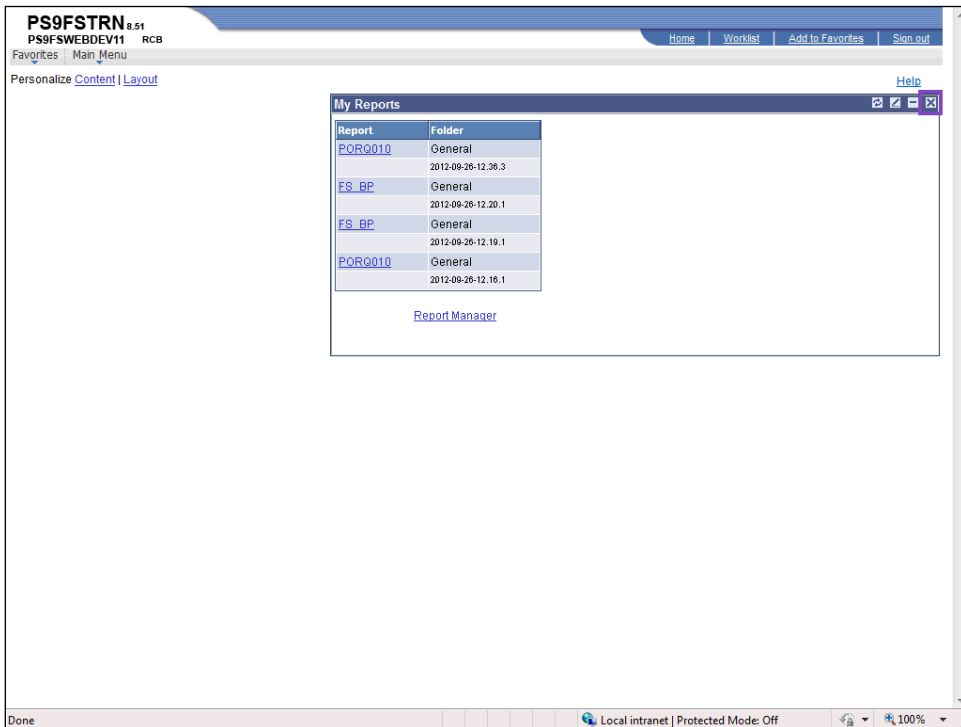 PS9FSTRN 8.51
PS9FSWEBDEV11 RCB
Home Worklist Add to Favorites Sign out
Favorites Main Menu
Personalize Content | Layout
Help
My Reports
Report Folder
PORQ010 General
2012-09-26-12.36.3
FS_BP General
2012-09-26-12.20.1
FS_BP General
2012-09-26-12.19.1
PORQ010 General
2012-09-26-12.16.1
Report Manager
Done Local intranet | Protected Mode: Off 100%